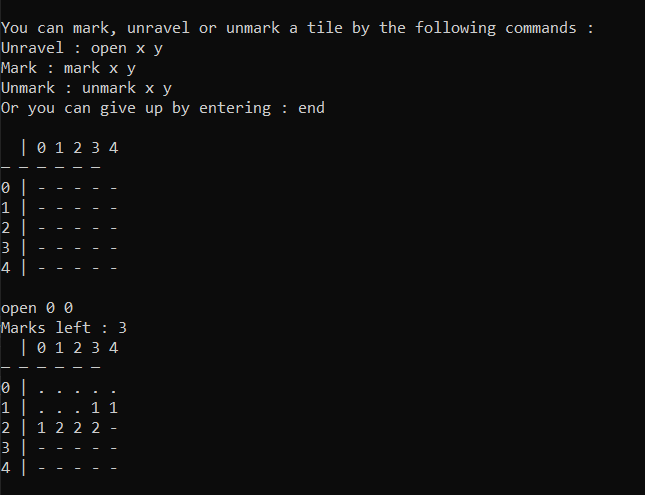 You can mark, unravel or unmark a tile by the following commands :
Unravel : open x y
Mark : mark x y
Unmark : unmark x y
Or you can give up by entering : end
  | 0 1 2 3 4
— — — — — —
0 | - - - - -
1 | - - - - -
2 | - - - - -
3 | - - - - -
4 | - - - - -
open 0 0
Marks left : 3
  | 0 1 2 3 4
— — — — — —
0 | . . . . .
1 | . . . 1 1
2 | 1 2 2 2 -
3 | - - - - -
4 | - - - - -